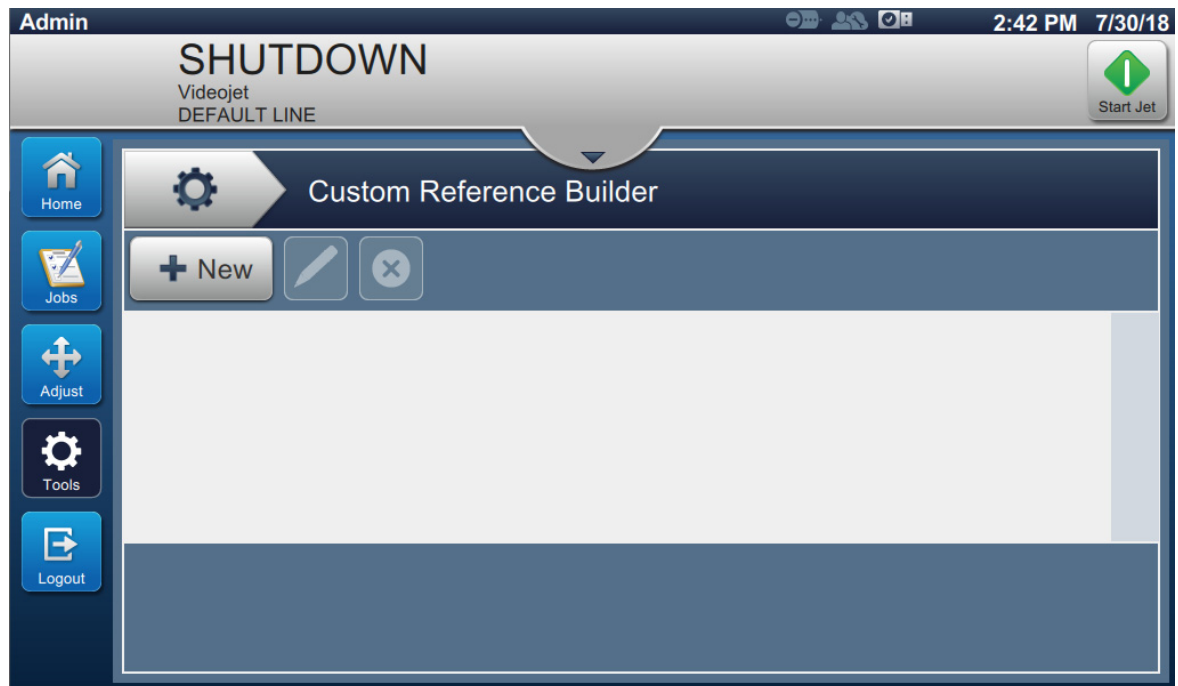 Admin 2:42 PM 7/30/18
SHUTDOWN
Videojet
DEFAULT LINE
Start Jet
Home
Custom Reference Builder
New
Jobs
Adjust
Tools
Logout